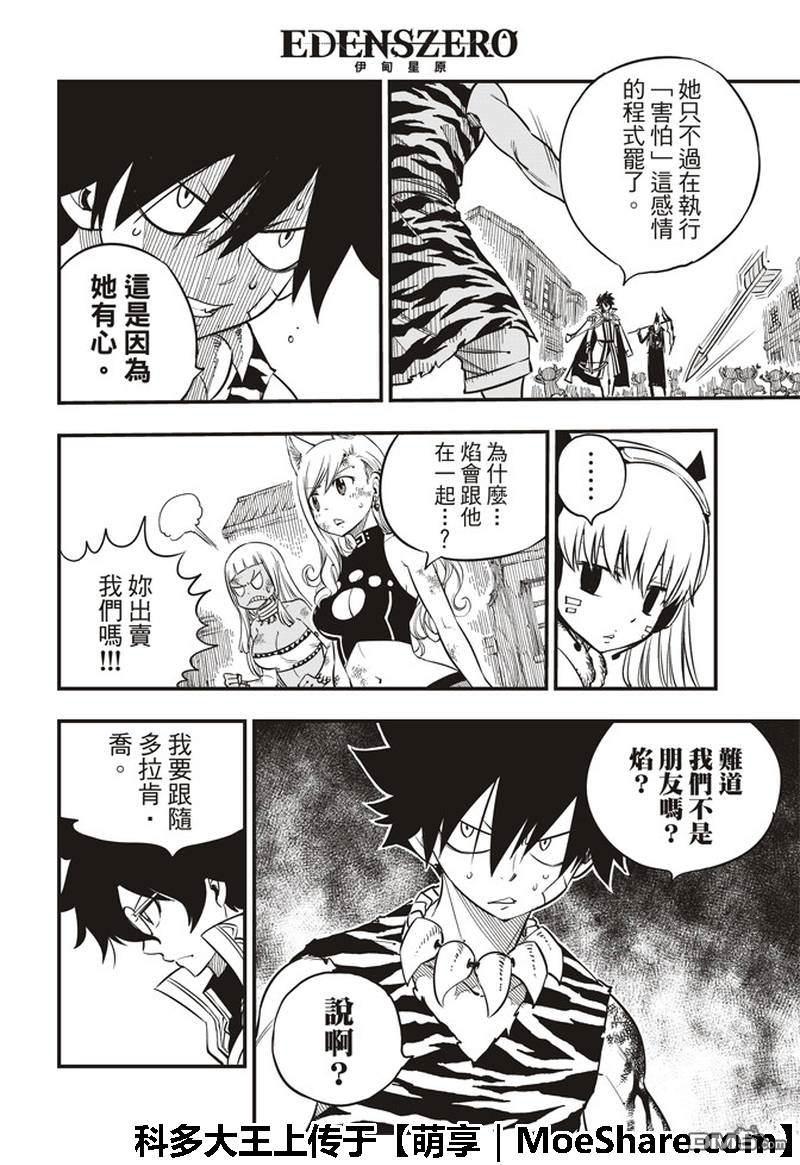 EDENSZERO
伊甸星原
她只不過在執行
「害怕」這感情
的程式罷了。
這是因為
她有心。
……
為什麼…
焰會跟他
在一起…?
妳出賣
我們嗎!!!
難道
我們不是
朋友嗎？
焰？
說啊？
我要跟隨
多拉肯·
喬。
科多大王上传于【萌享｜MoeShare.com】